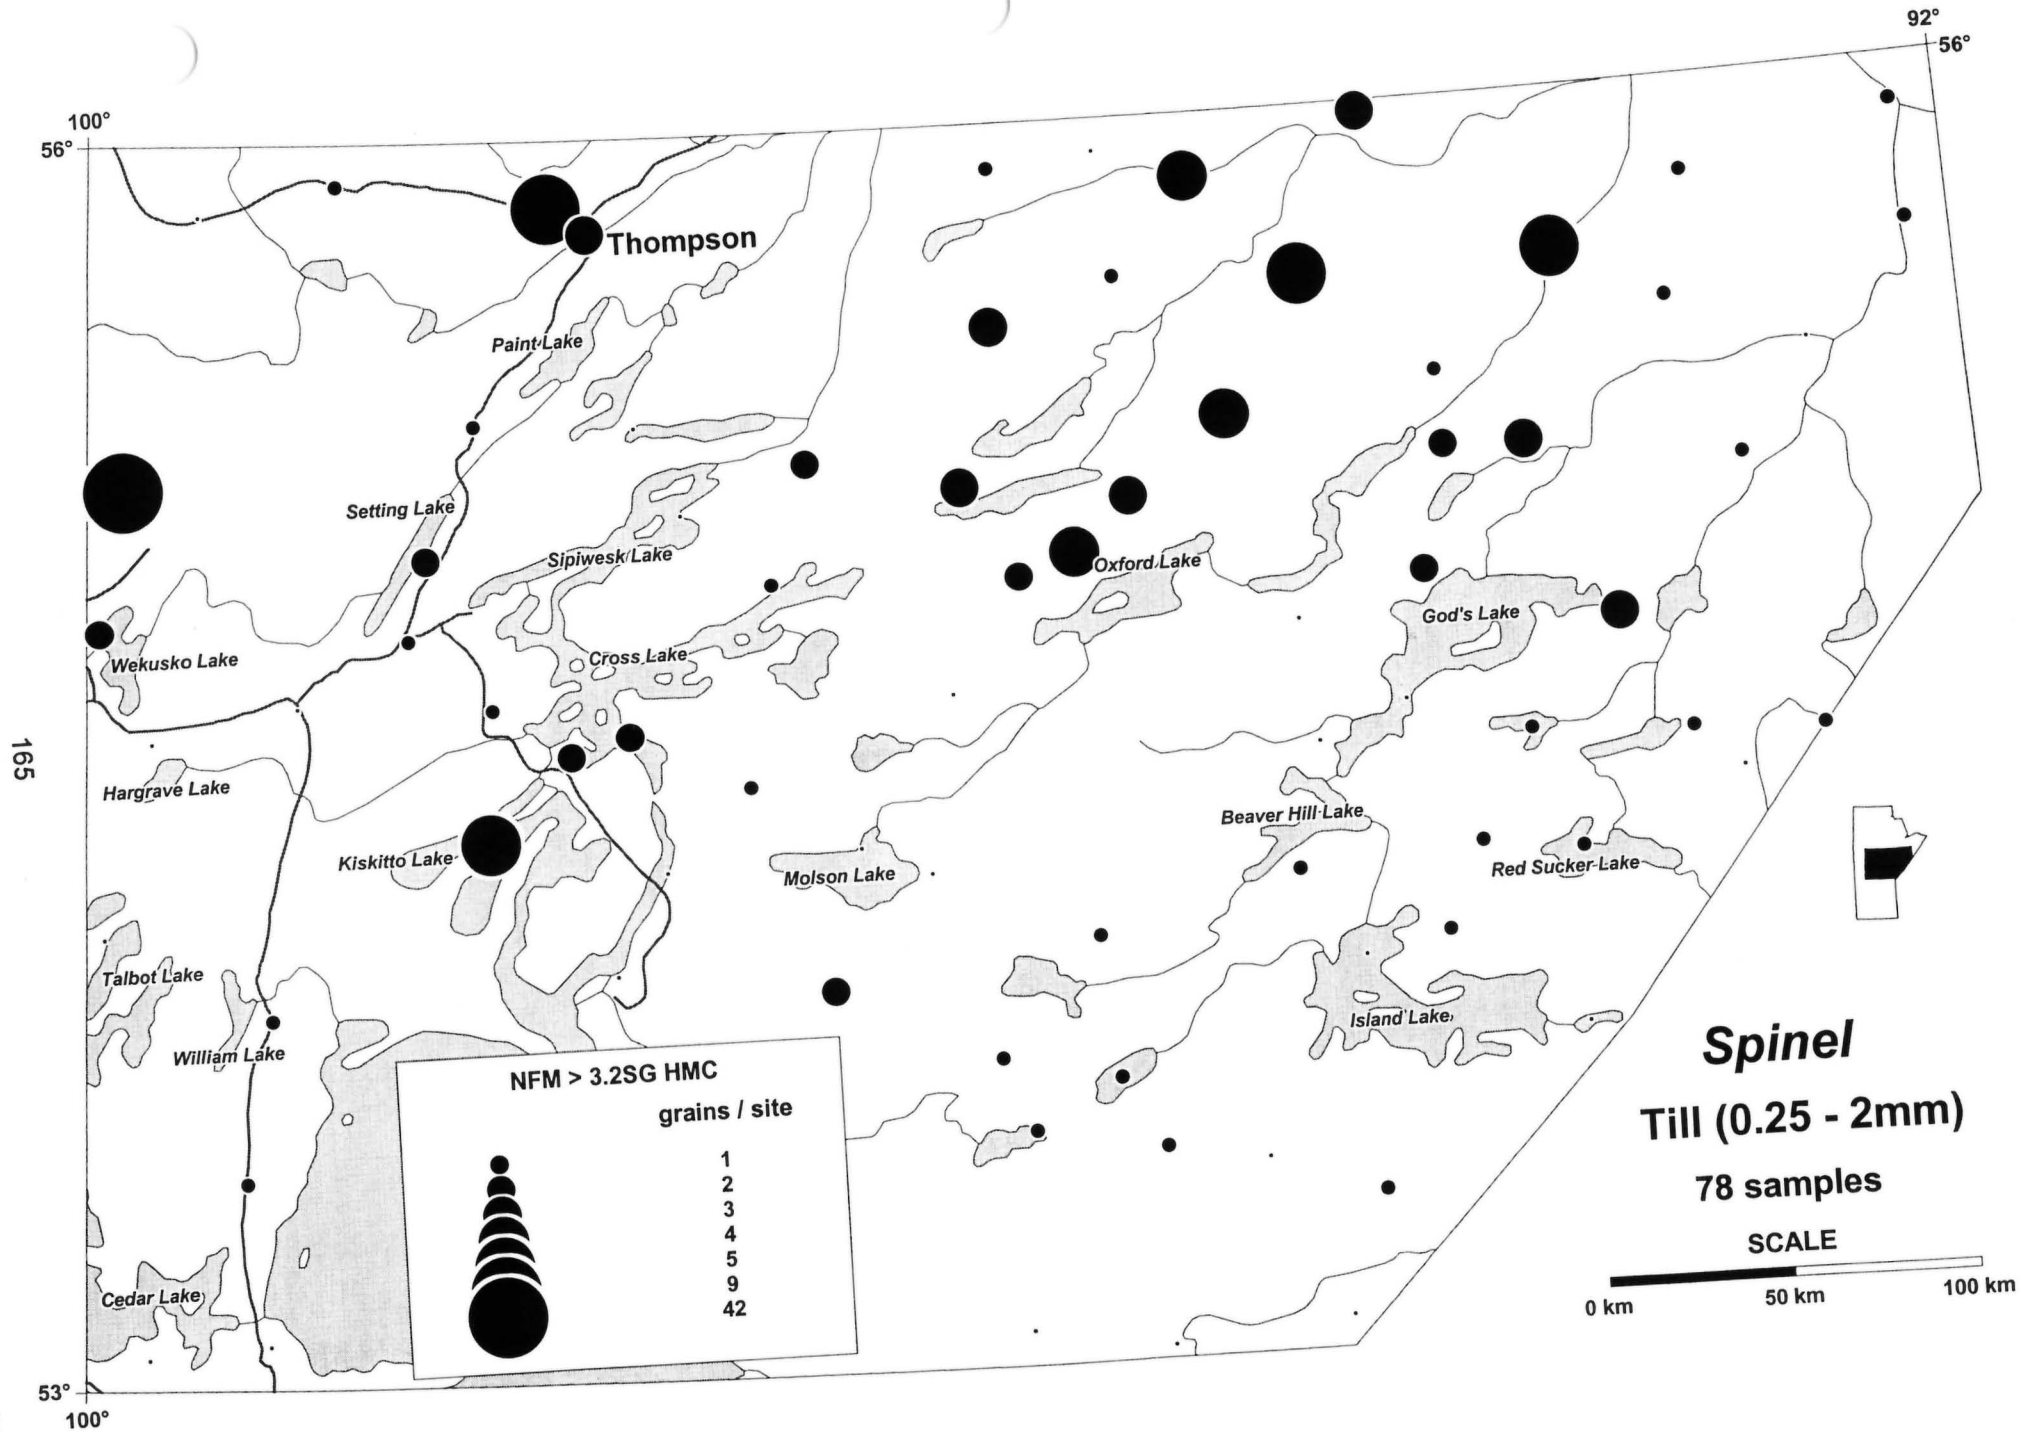 92°
56°
100°
56°
Thompson
Paint Lake
Setting Lake
Sipiwesk Lake
Oxford Lake
God's Lake
Wekusko Lake
Cross Lake
165
Hargrave Lake
Beaver Hill Lake
Kiskitto Lake
Molson Lake
Red Sucker Lake
Talbot Lake
Island Lake
William Lake
Spinel
Till (0.25 - 2mm)
78 samples
SCALE
0 km
50 km
100 km
NFM > 3.2SG HMC
grains / site
1
2
3
4
5
9
42
Cedar Lake
53°
100°